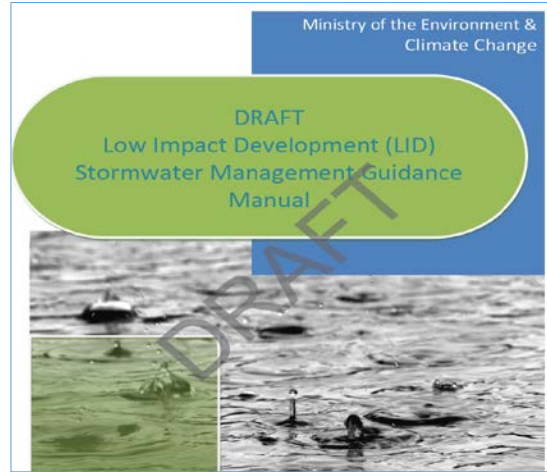 Ministry of the Environment &
Climate Change
DRAFT
Low Impact Development (LID)
Stormwater Management Guidance
Manual
DRAFT